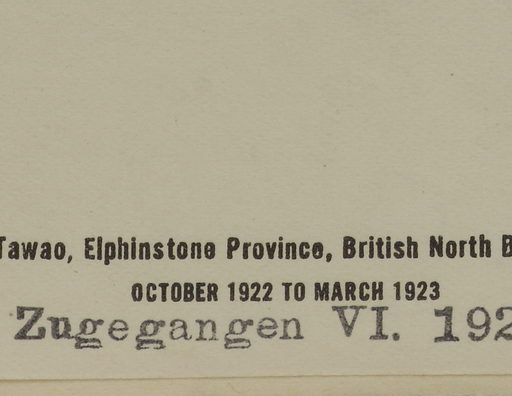 Tawao, Elphinstone Province, British North B
OCTOBER 1922 TO MARCH 1923
Zugegangen VI. 192